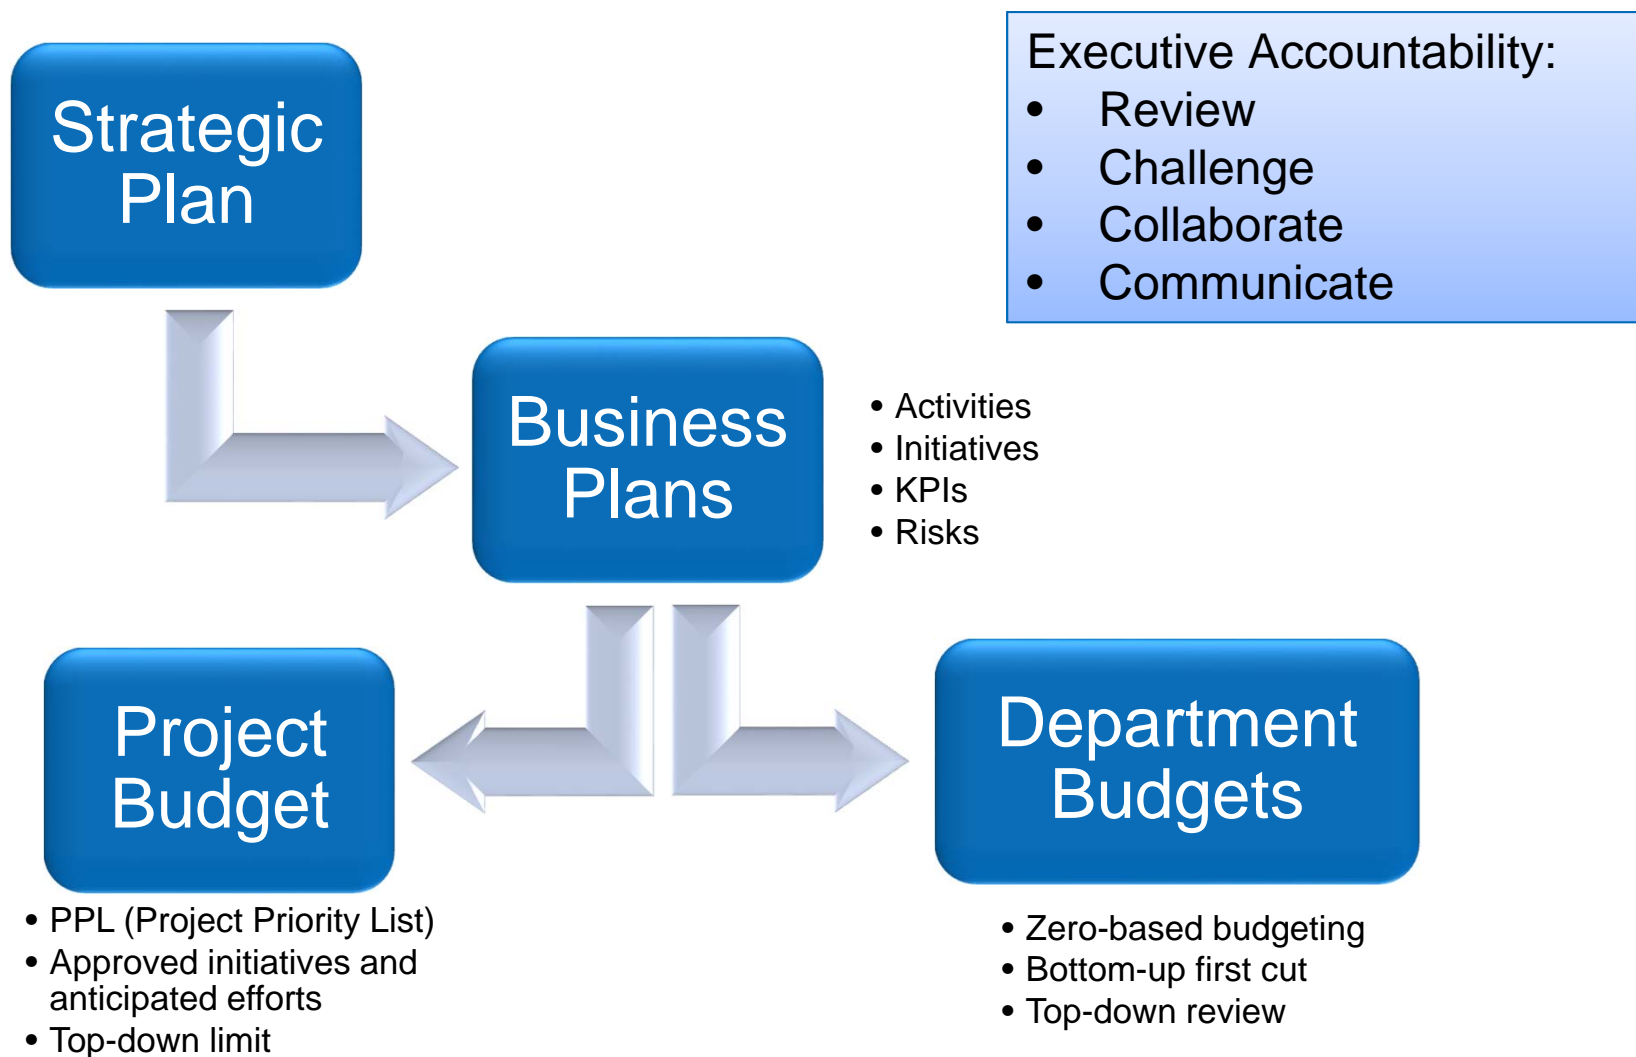 Strategic
Plan
Executive Accountability:
• Review
• Challenge
• Collaborate
• Communicate
Business
Plans
• Activities
• Initiatives
• KPIs
• Risks
Project
Budget
• PPL (Project Priority List)
• Approved initiatives and
anticipated efforts
• Top-down limit
Department
Budgets
• Zero-based budgeting
• Bottom-up first cut
• Top-down review